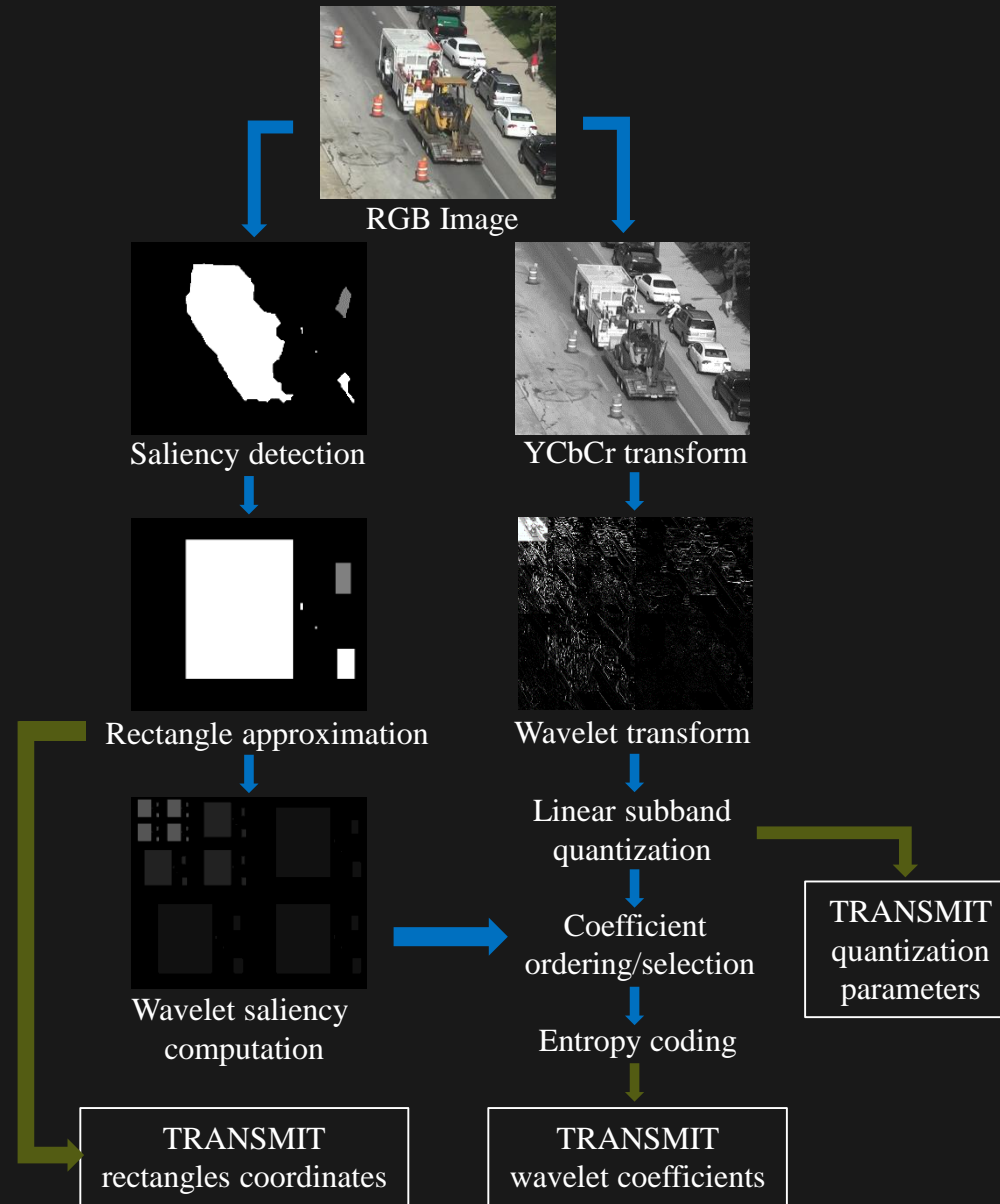 RGB Image
Saliency detection
YCbCr transform
Rectangle approximation
Wavelet transform
Linear subband
quantization
TRANSMIT
quantization
parameters
Coefficient
ordering/selection
Wavelet saliency
computation
Entropy coding
TRANSMIT
rectangles coordinates
TRANSMIT
wavelet coefficients